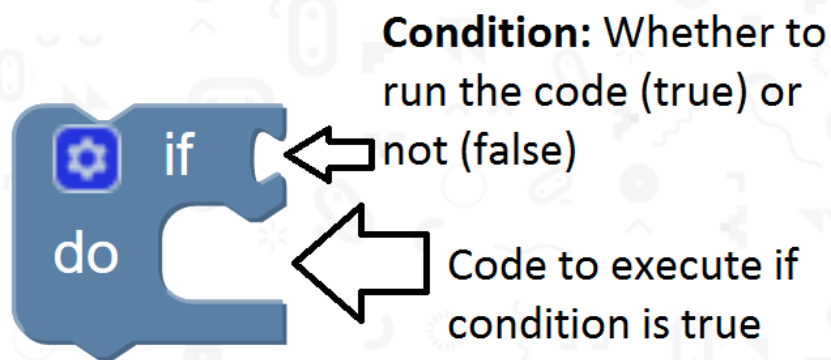 Condition: Whether to
run the code (true) or
not (false)
if
do
Code to execute if
condition is true